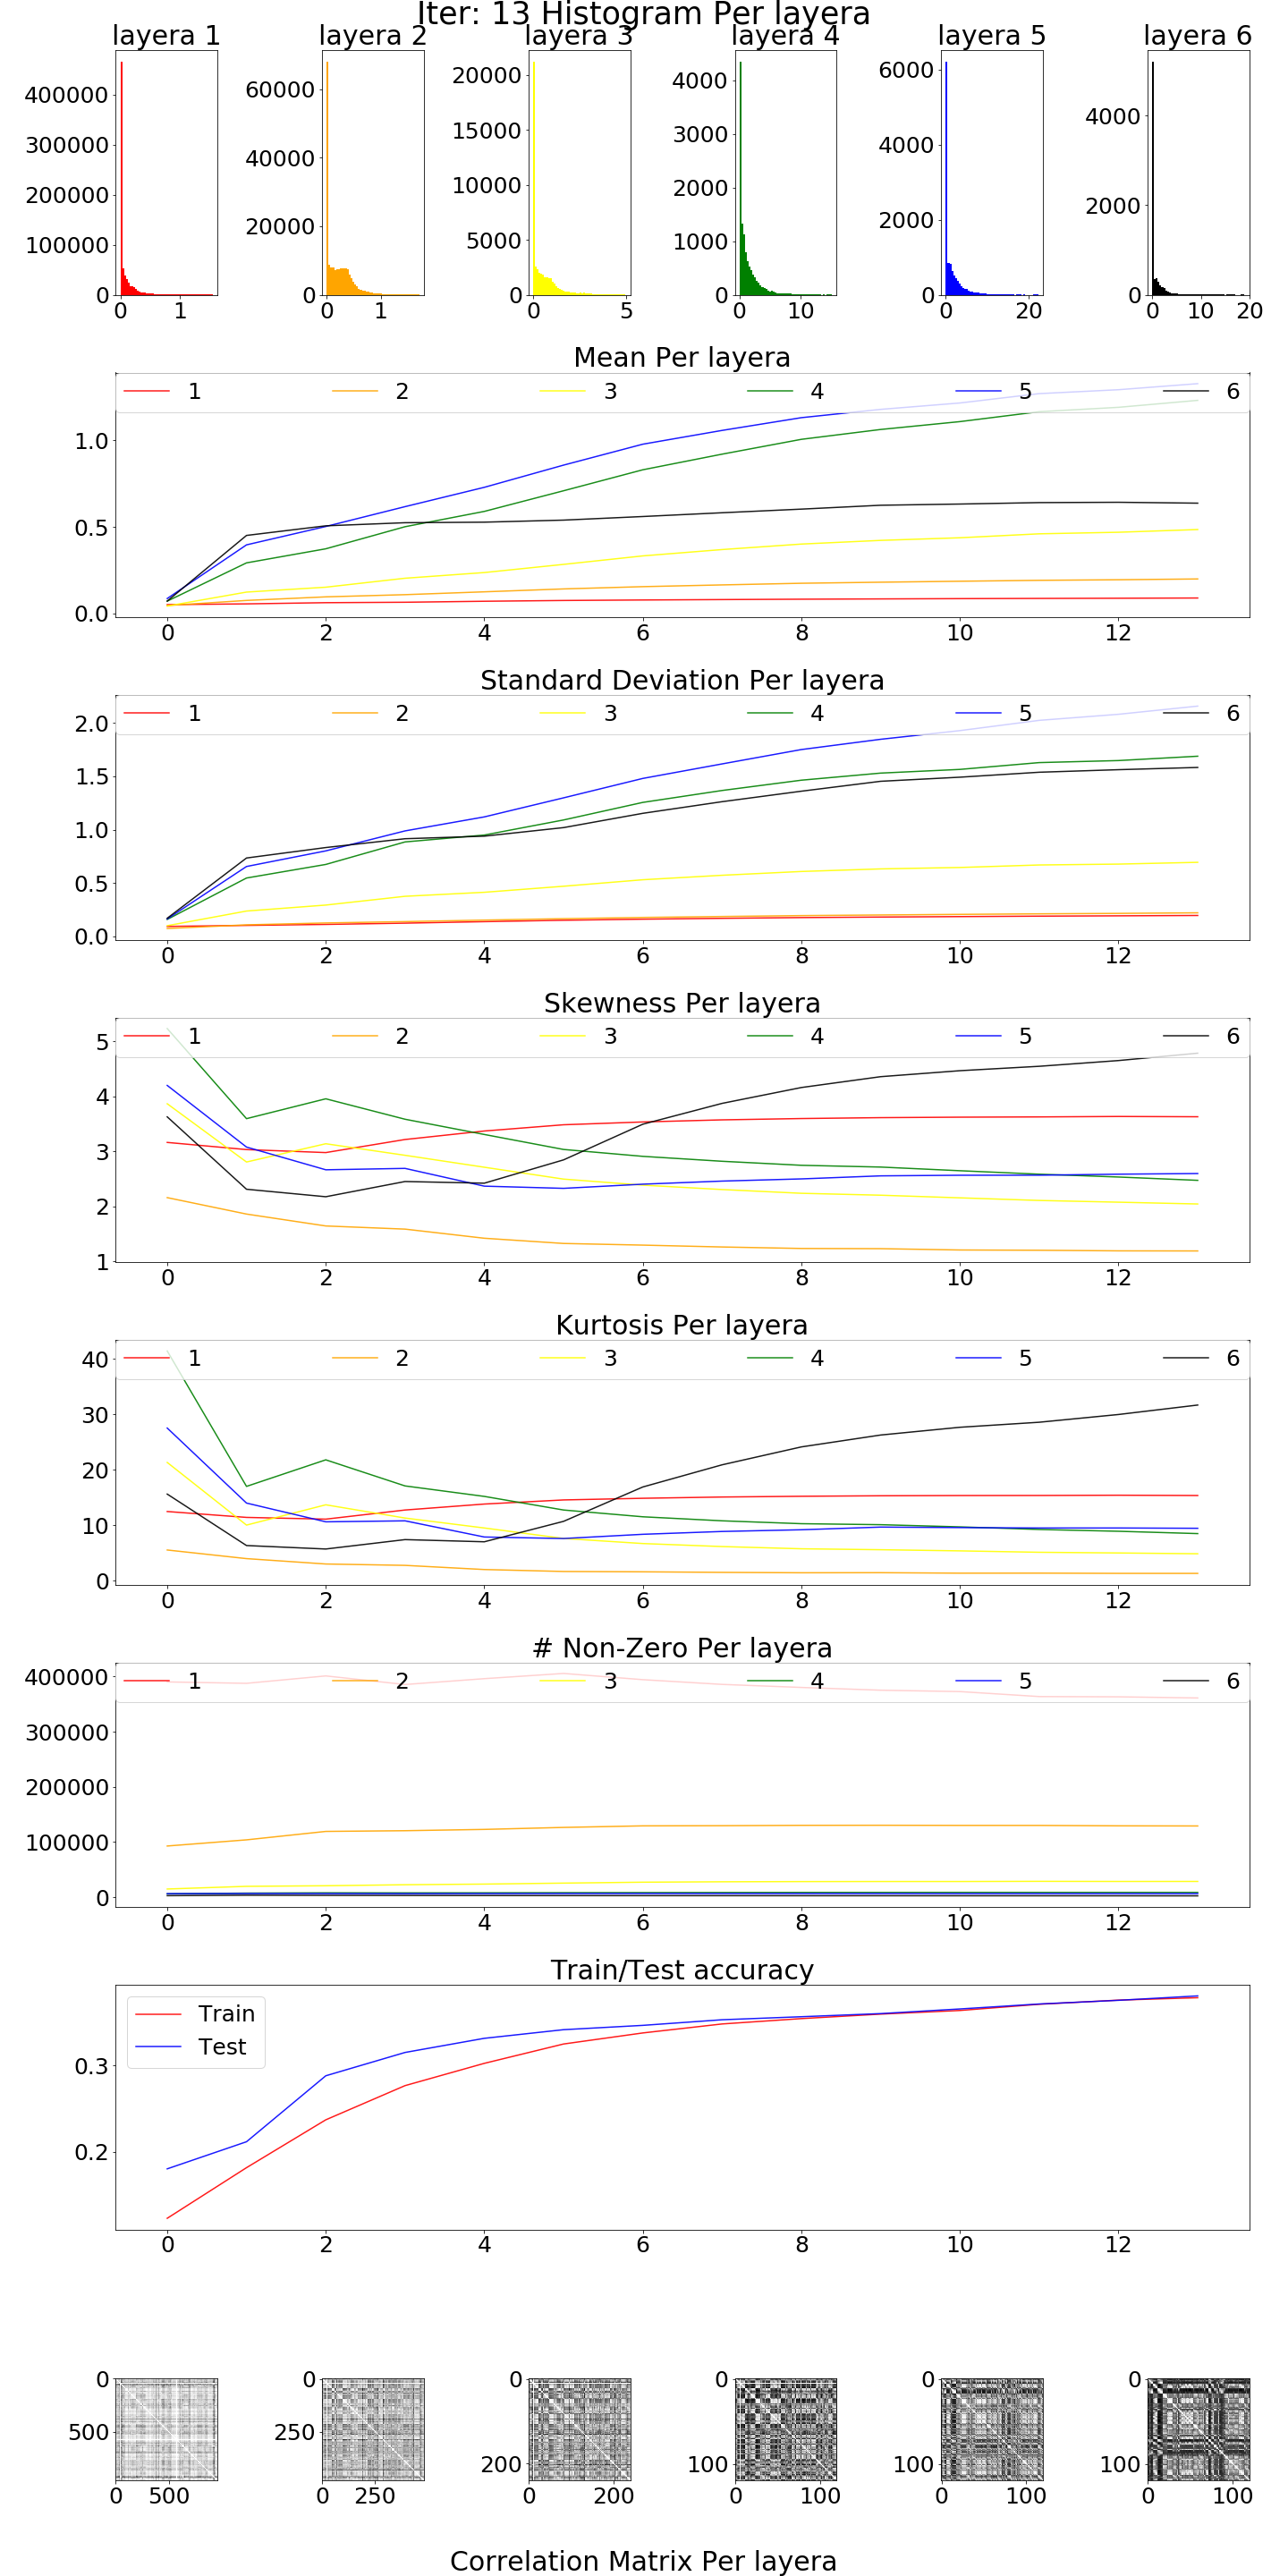 Iter: 13 Histogram Per layera
layera 1 layera 2 layera 3 layera 4 layera 5 layera 6
400000 300000 200000 100000 0
0 1
60000 40000 20000 0
0 1
20000 15000 10000 5000 0
0 5
4000 3000 2000 1000 0
0 10
6000 4000 2000 0
0 20
4000 2000 0
0 10 20
Mean Per layera
1 2 3 4 5 6
1.0
0.5
0.0
0 2 4 6 8 10 12
Standard Deviation Per layera
1 2 3 4 5 6
2.0
1.5
1.0
0.5
0.0
0 2 4 6 8 10 12
Skewness Per layera
1 2 3 4 5 6
5
4
3
2
1
0 2 4 6 8 10 12
Kurtosis Per layera
1 2 3 4 5 6
40
30
20
10
0
0 2 4 6 8 10 12
# Non-Zero Per layera
1 2 3 4 5 6
400000
300000
200000
100000
0
0 2 4 6 8 10 12
Train/Test accuracy
Train
Test
0.3
0.2
0 2 4 6 8 10 12
0 500
0 500
0 250
0 250
0 200
0 200
0 100
0 100
0 100
0 100
0 100
0 100
Correlation Matrix Per layera